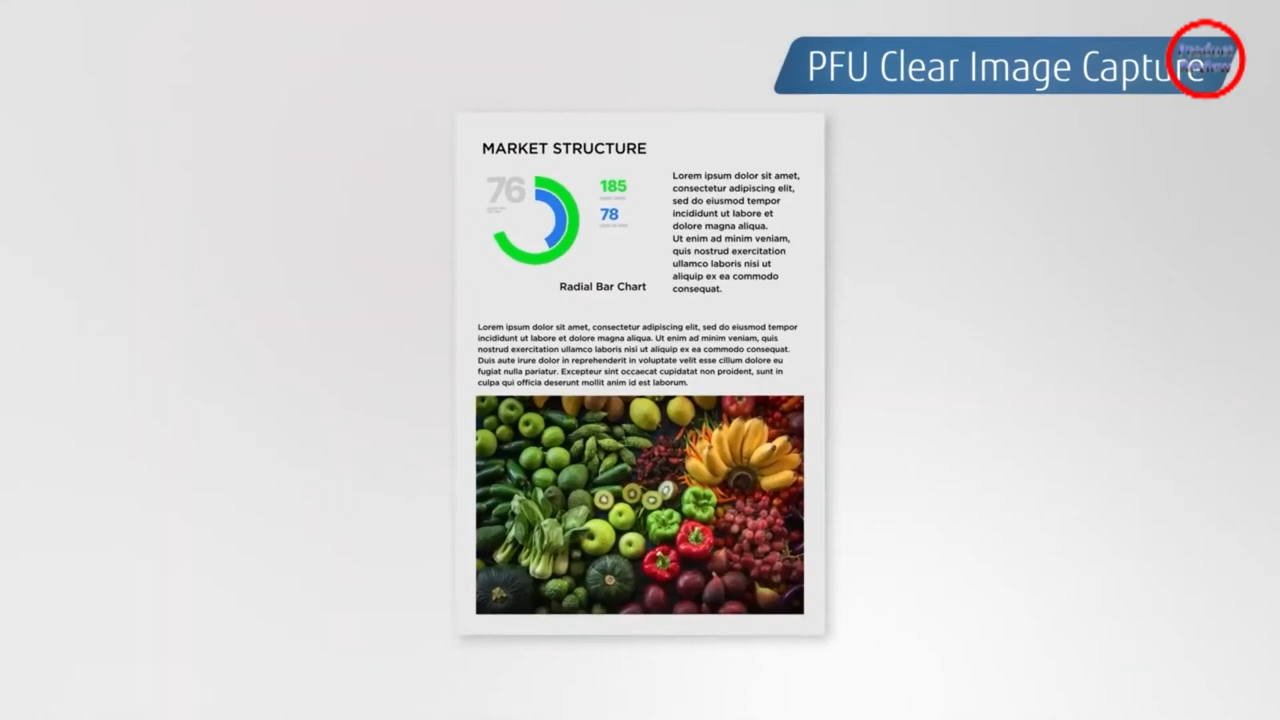 PFU Clear Image Capture
MARKET STRUCTURE
76
185
78
Radial Bar Chart
Lorem ipsum dolor sit amet,
consectetur adipiscing elit,
sed do eiusmod tempor
incididunt ut labore et
dolore magna aliqua.
Ut enim ad minim veniam,
quis nostrud exercitation
ullamco laboris nisi ut
aliquip ex ea commodo
consequat.
Lorem ipsum dolor sit amet, consectetur adipiscing elit, sed do eiusmod tempor
incididunt ut labore et dolore magna aliqua. Ut enim ad minim veniam, quis
nostrud exercitation ullamco laboris nisi ut aliquip ex ea commodo consequat.
Duis aute irure dolor in reprehenderit in voluptate velit esse cillum dolore eu
fugiat nulla pariatur. Excepteur sint occaecat cupidatat non proident, sunt in
culpa qui officia deserunt mollit anim id est laborum.